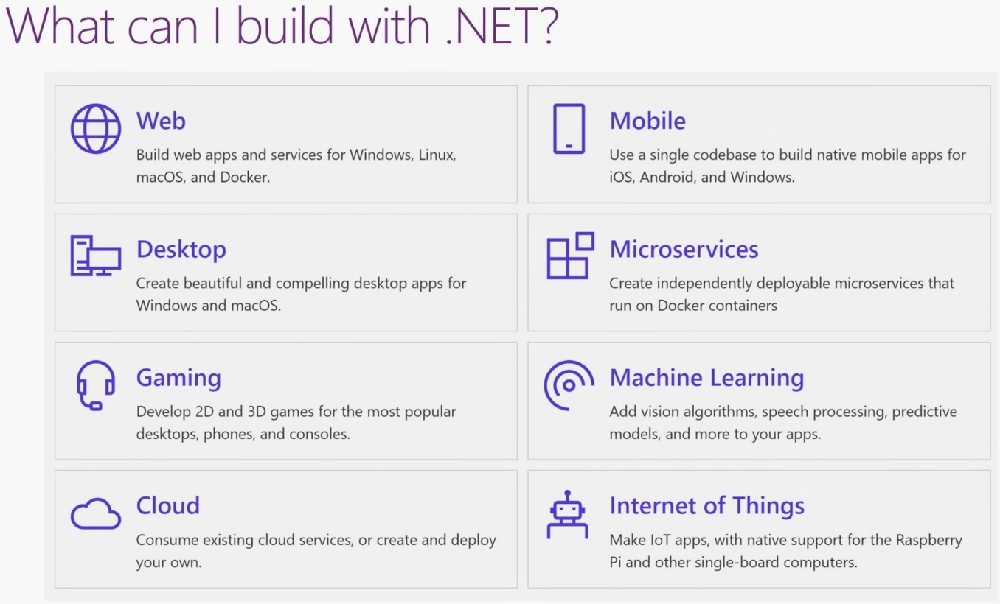 What can I build with .NET?
Web
Build web apps and services for Windows, Linux,
macOS, and Docker.
Mobile
Use a single codebase to build native mobile apps for
iOS, Android, and Windows.
Desktop
Create beautiful and compelling desktop apps for
Windows and macOS.
Microservices
Create independently deployable microservices that
run on Docker containers
Gaming
Develop 2D and 3D games for the most popular
desktops, phones, and consoles.
Machine Learning
Add vision algorithms, speech processing, predictive
models, and more to your apps.
Cloud
Consume existing cloud services, or create and deploy
your own.
Internet of Things
Make IoT apps, with native support for the Raspberry
Pi and other single-board computers.